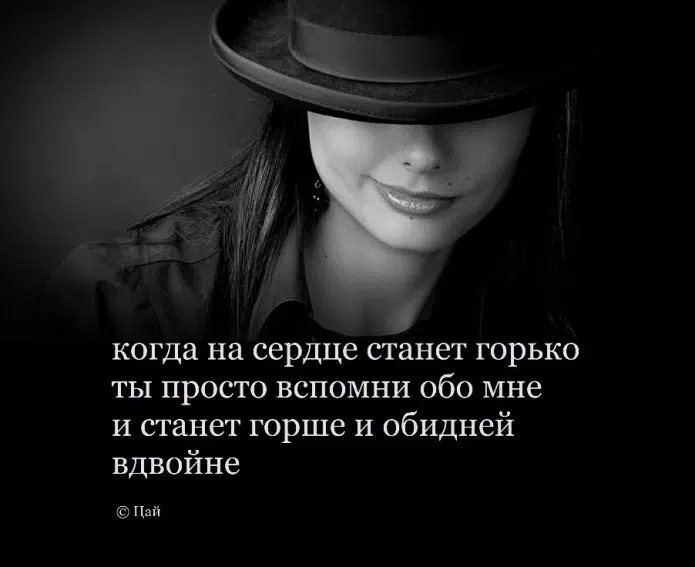 когда на сердце станет горько
ты просто вспомни обо мне
и станет горше и обидней
вдвойне
© Цай